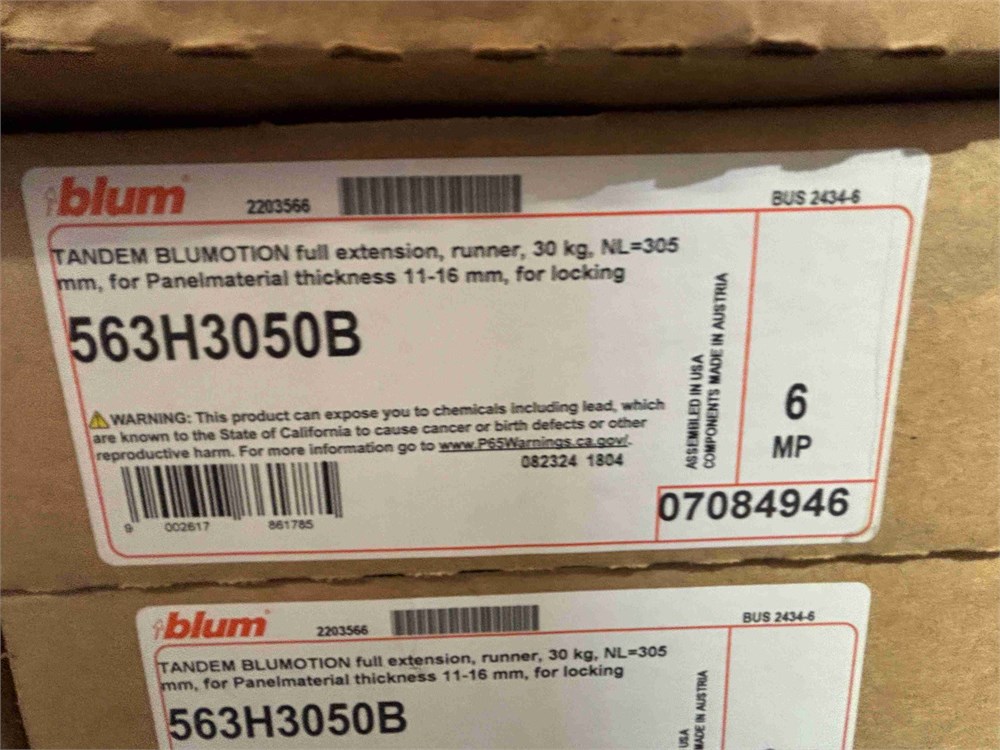 blum
2203566
BUS 2434-6
TANDEM BLUMOTION full extension, runner, 30 kg, NL=305
mm, for Panelmaterial thickness 11-16 mm, for locking
563H3050B
WARNING: This product can expose you to chemicals including lead, which
are known to the State of California to cause cancer or birth defects or other
reproductive harm. For more information go to www.P65Warnings.ca.gov/.
082324 1804
9 002617 861785
ASSEMBLED IN USA
COMPONENTS MADE IN AUSTRIA
6
MP
07084946
blum
2203566
BUS 2434-6
TANDEM BLUMOTION full extension, runner, 30 kg, NL=305
mm, for Panelmaterial thickness 11-16 mm, for locking
563H3050B
USA
MADE IN AUSTRIA